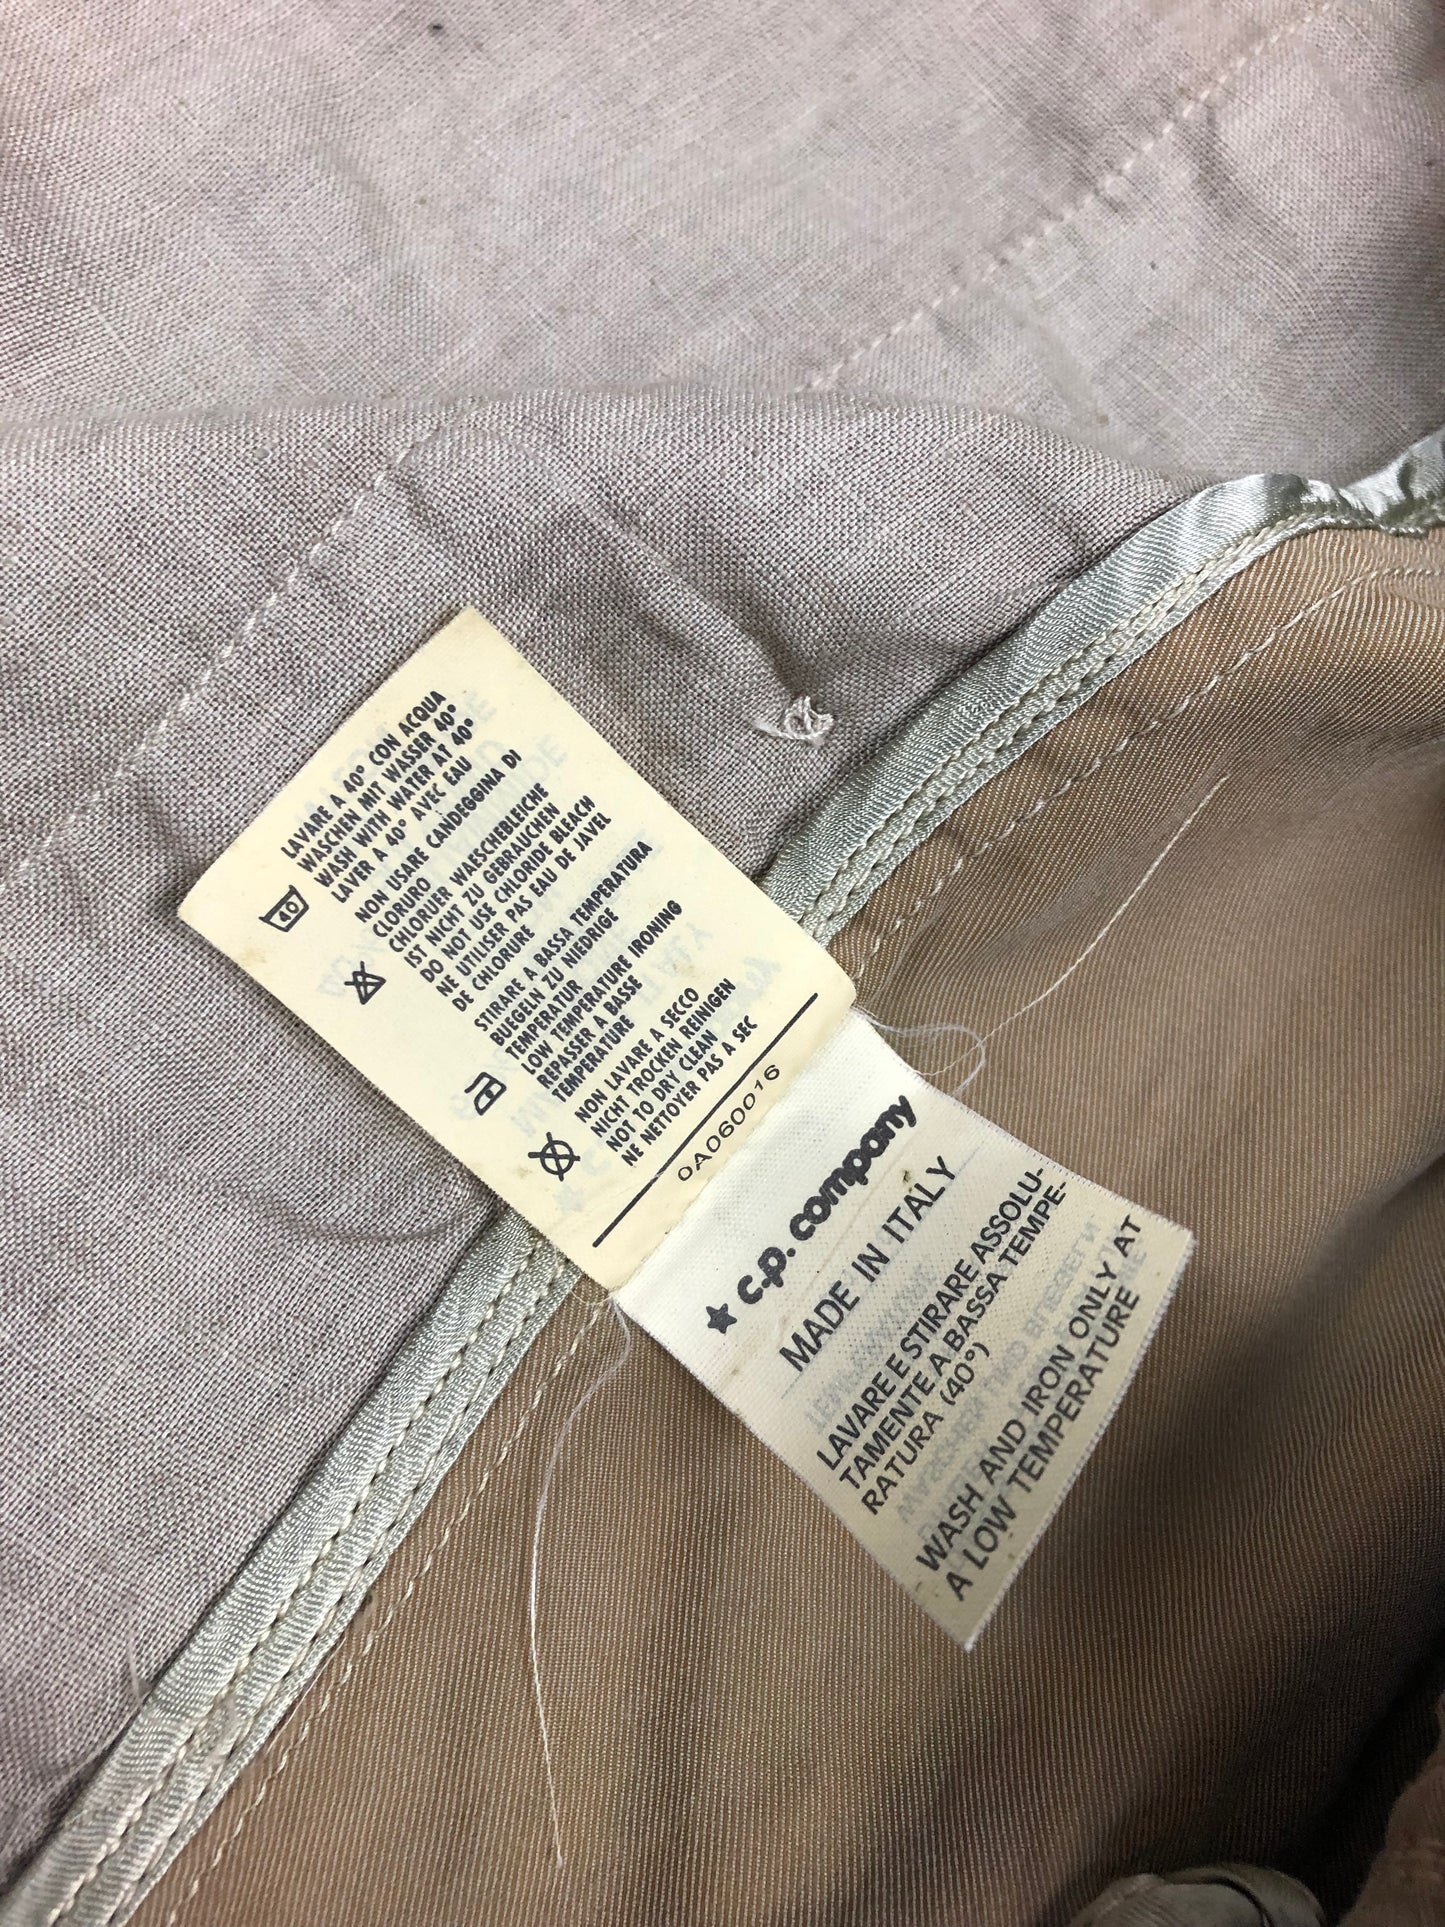 LAVARE A 40° CON ACQUA
WASCHEN MIT WASSER 40°
WASH WITH WATER AT 40°
LAVER A 40° AVEC EAU
40
NON USARE CANDEGGINA DI
CLORURO
CHLORUER WAESCHEBLEICHE
IST NICHT ZU GEBRAUCHEN
DO NOT USE CHLORIDE BLEACH
NE UTILISER PAS EAU DE JAVEL
DE CHLORURE
STIRARE A BASSA TEMPERATURA
BUEGELN ZU NIEDRIGE
TEMPERATUR
LOW TEMPERATURE IRONING
REPASSER A BASSE
TEMPERATURE
NON LAVARE A SECCO
NICHT TROCKEN REINIGEN
NOT TO DRY CLEAN
NE NETTOYER PAS A SEC
0A060016
★ c.p. company
MADE IN ITALY
LAVARE E STIRARE ASSOLU-
TAMENTE A BASSA TEMPE-
RATURA (40°)
WASH AND IRON ONLY AT
A LOW TEMPERATURE